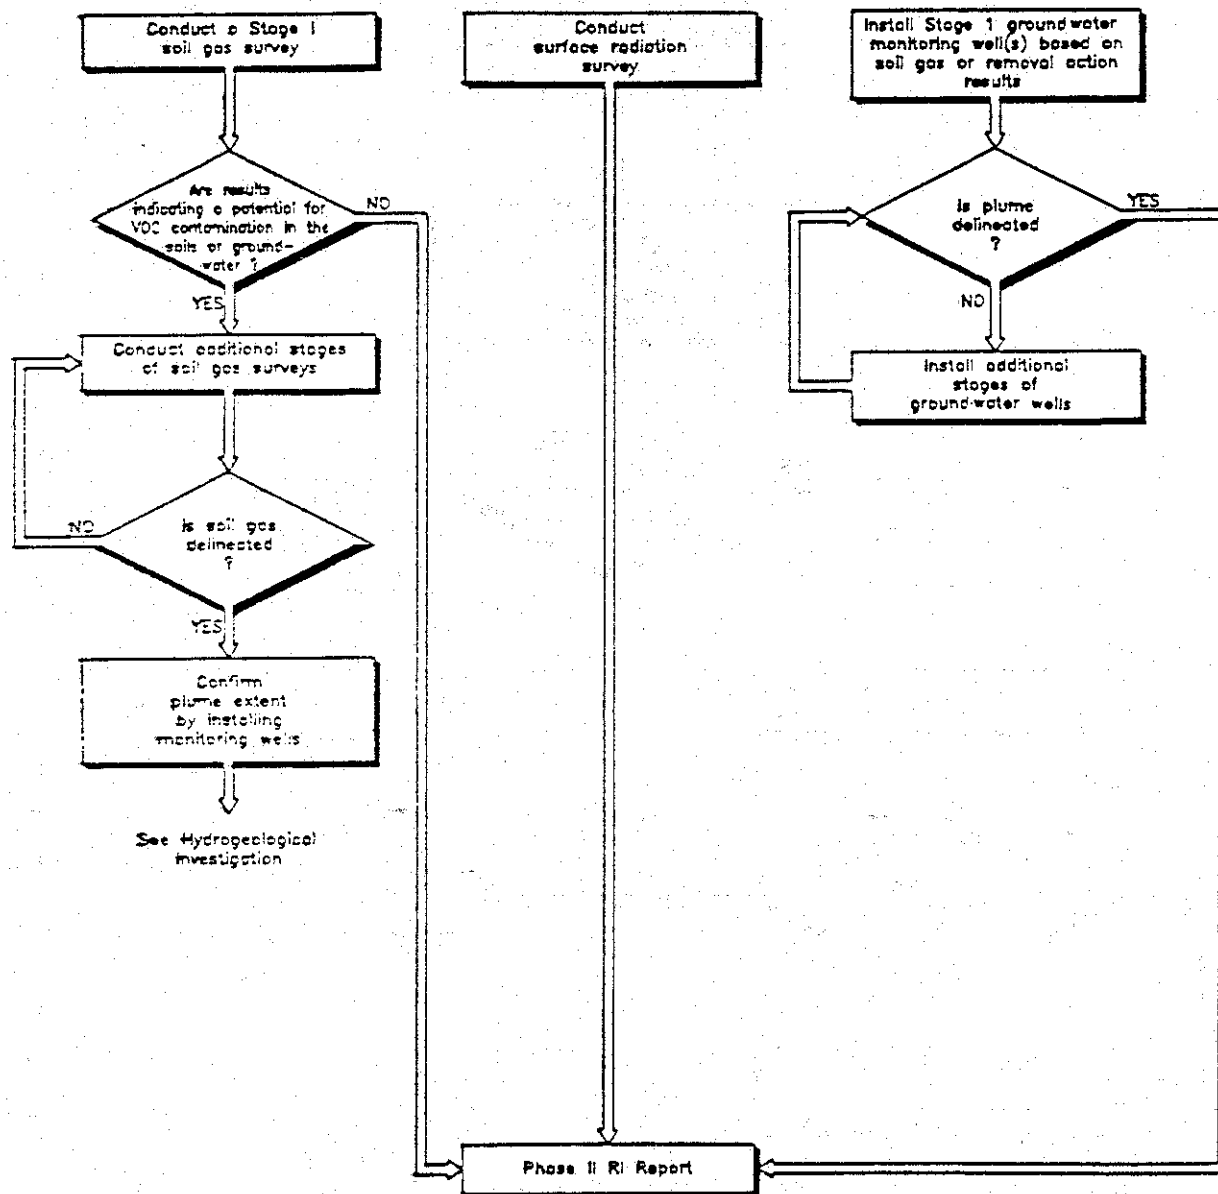 Conduct a Stage 1
soil gas survey
Are results
indicating a potential for
VOC contamination in the
soils or ground-
water ?
NO
YES
Conduct additional stages
of soil gas surveys
Is soil gas
delineated
?
NO
YES
Confirm
plume extent
by installing
monitoring wells
See Hydrogeological
Investigation
Conduct
surface radiation
survey
Install Stage 1 ground-water
monitoring well(s) based on
soil gas or removal action
results
Is plume
delineated
?
YES
NO
Install additional
stages of
ground-water wells
Phase II RI Report